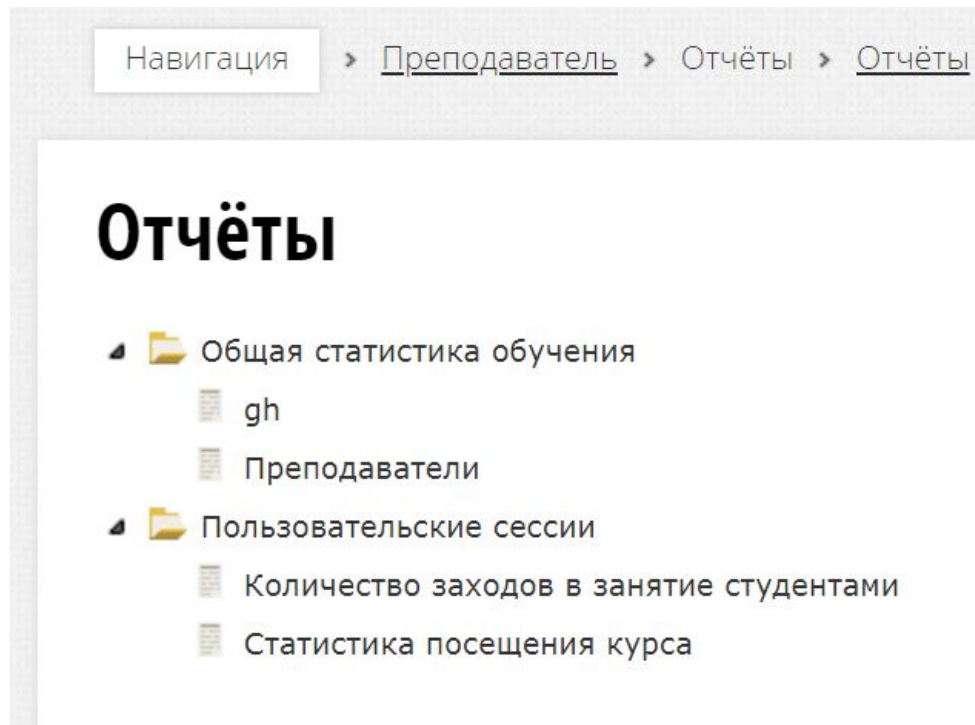 Навигация > Преподаватель > Отчёты > Отчёты
Отчёты
Общая статистика обучения
gh
Преподаватели
Пользовательские сессии
Количество заходов в занятие студентами
Статистика посещения курса